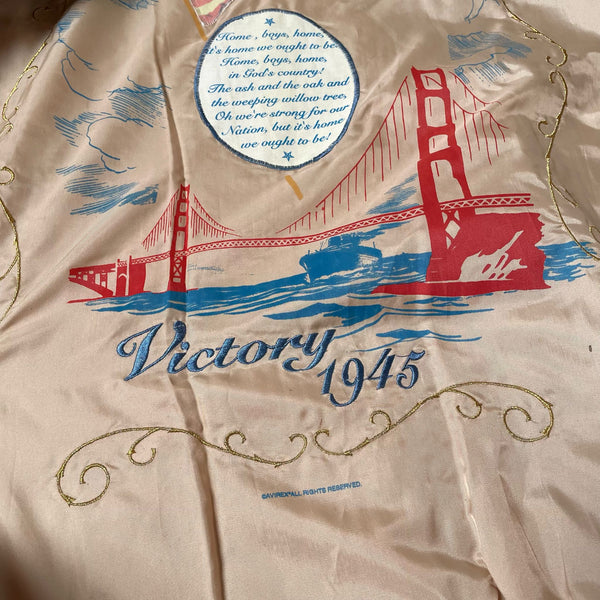 Home, boys, home,
it's home we ought to be.
Home, boys, home,
in God's country!
The ash and the oak and
the weeping willow tree,
Oh we're strong for our
Nation, but it's home
we ought to be!
Victory
1945
©AVIREX®ALL RIGHTS RESERVED.